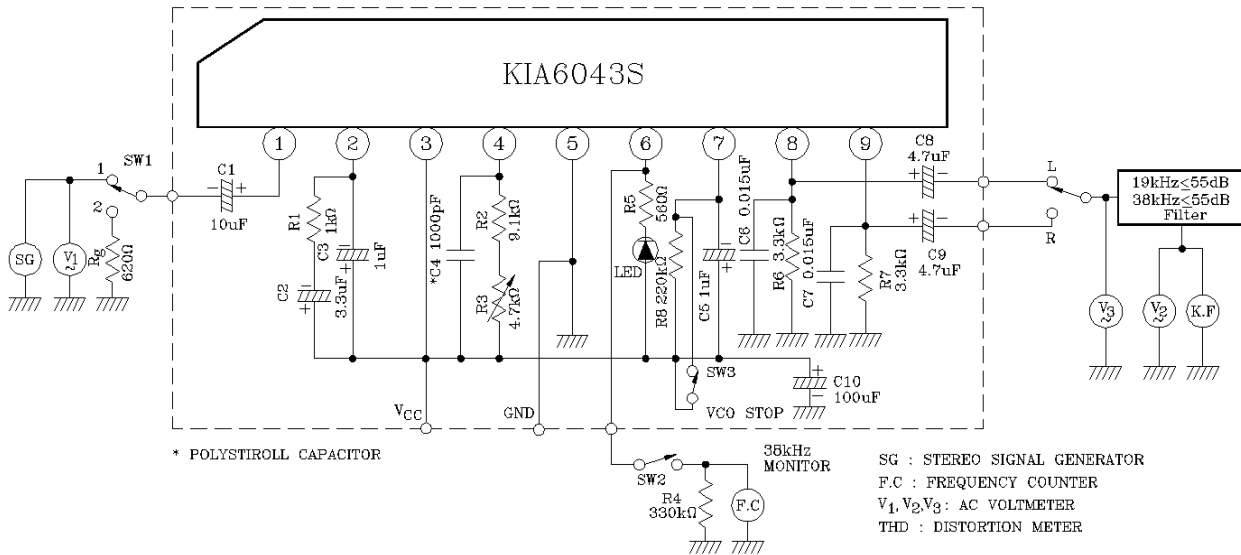 KIA6043S
1 2 3 4 5 6 7 8 9
SW1
1
2
C1
10uF
SG
V1
Rg
620Ω
R1
1kΩ
C2
3.3uF
C3
1uF
*C4 1000pF
R2
9.1kΩ
R3
4.7kΩ
R5
560Ω
LED
R8 220kΩ
C5 1uF
C6 0.015uF
R6 3.3kΩ
C7 0.015uF
R7
3.3kΩ
C8
4.7uF
C9
4.7uF
L
R
19kHz≤55dB
38kHz≤55dB
Filter
V3
V2
K.F
SW3
VCO STOP
C10
100uF
VCC
GND
* POLYSTIROLL CAPACITOR
38kHz
MONITOR
SW2
R4
330kΩ
F.C
SG : STEREO SIGNAL GENERATOR
F.C : FREQUENCY COUNTER
V1, V2,V3: AC VOLTMETER
THD : DISTORTION METER